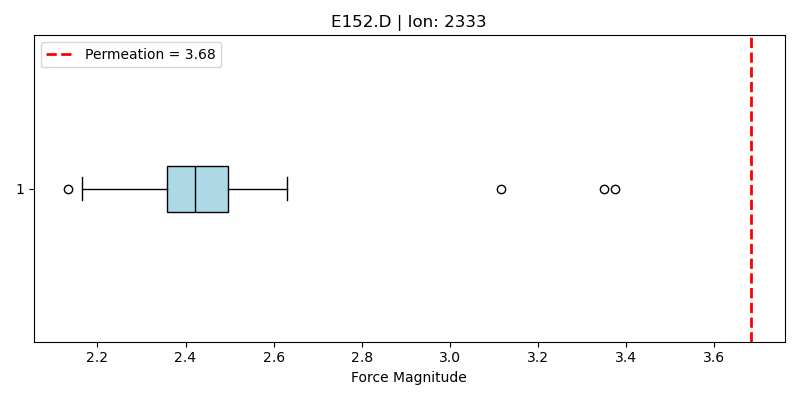 E152.D | Ion: 2333
Permeation = 3.68
1
2.2 2.4 2.6 2.8 3.0 3.2 3.4 3.6
Force Magnitude